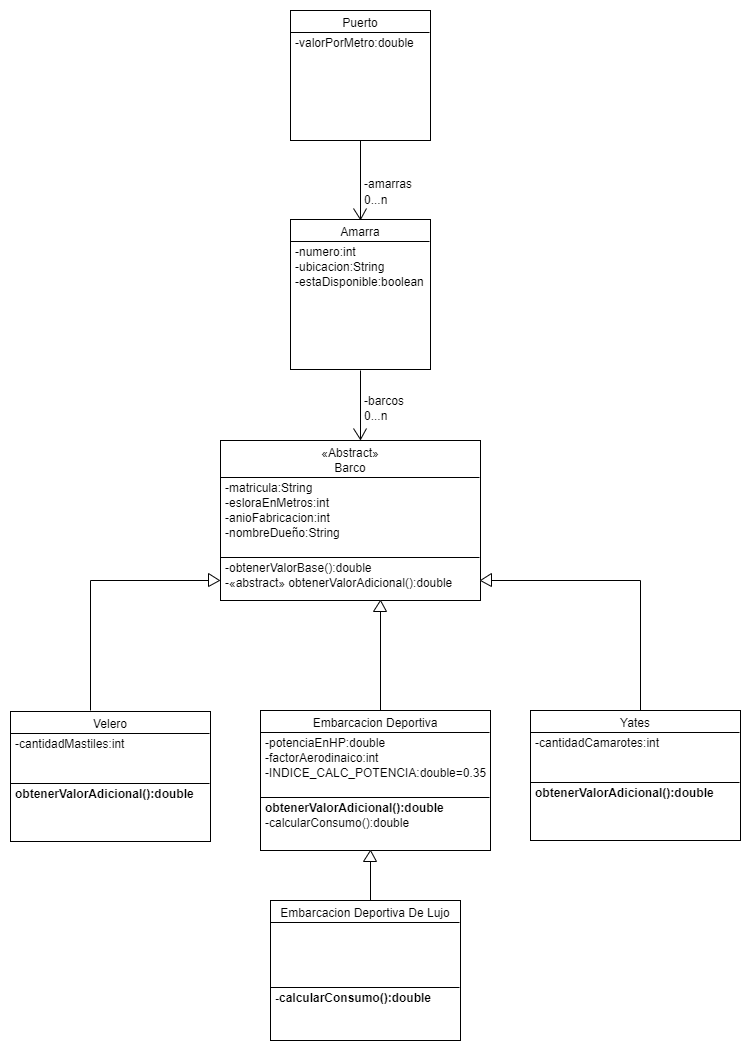 Puerto
-valorPorMetro:double
-amarras
0...n
Amarra
-numero:int
-ubicacion:String
-estaDisponible:boolean
-barcos
0...n
«Abstract»
Barco
-matricula:String
-esloraEnMetros:int
-anioFabricacion:int
-nombreDueño:String
-obtenerValorBase():double
-«abstract» obtenerValorAdicional():double
Velero
-cantidadMastiles:int
obtenerValorAdicional():double
Embarcacion Deportiva
-potenciaEnHP:double
-factorAerodinaico:int
-INDICE_CALC_POTENCIA:double=0.35
obtenerValorAdicional():double
-calcularConsumo():double
Yates
-cantidadCamarotes:int
obtenerValorAdicional():double
Embarcacion Deportiva De Lujo
-calcularConsumo():double